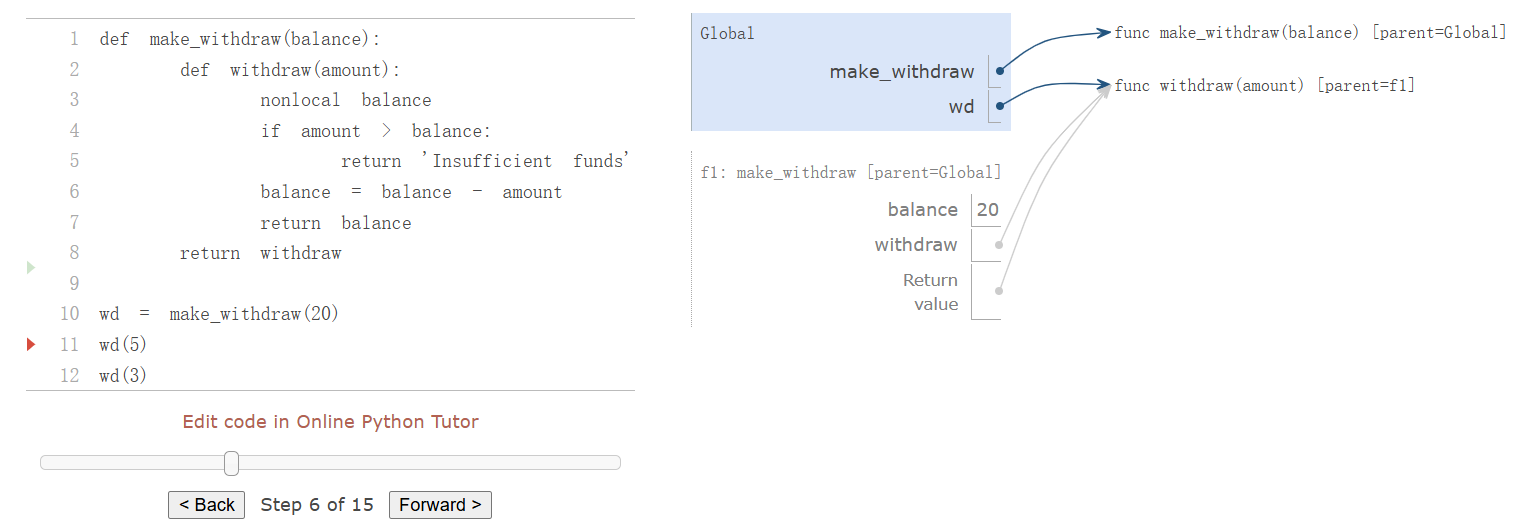 1 def make_withdraw(balance):
2 def withdraw(amount):
3 nonlocal balance
4 if amount > balance:
5 return 'Insufficient funds'
6 balance = balance - amount
7 return balance
8 return withdraw
9
10 wd = make_withdraw(20)
11 wd(5)
12 wd(3)
Edit code in Online Python Tutor
< Back Step 6 of 15 Forward >
Global
make_withdraw
wd
func make_withdraw(balance) [parent=Global]
func withdraw(amount) [parent=f1]
f1: make_withdraw [parent=Global]
balance 20
withdraw
Return
value